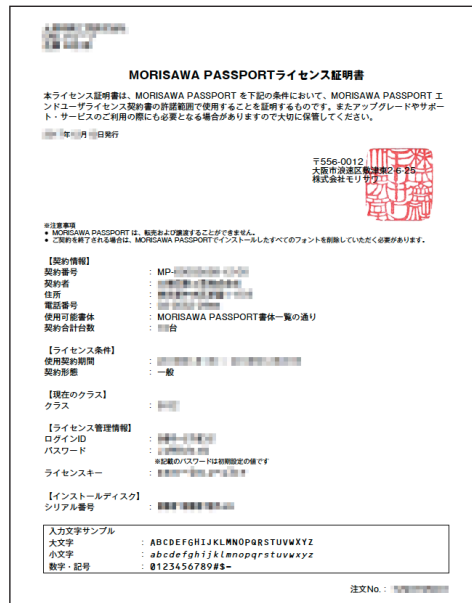 MORISAWA PASSPORTライセンス証明書
本ライセンス証明書は、MORISAWA PASSPORT を下記の条件において、MORISAWA PASSPORT エ
ンドユーザライセンス契約書の許諾範囲で使用することを証明するものです。またアップグレードやサポー
ト・サービスのご利用の際にも必要となる場合がありますので大切に保管してください。
年 月 日発行
〒556-0012
大阪市浪速区敷津東2-6-25
株式会社モリサワ
※注意事項
● MORISAWA PASSPORT は、転売および譲渡することができません。
● ご契約を終了される場合は、MORISAWA PASSPORTでインストールしたすべてのフォントを削除していただく必要があります。
【契約情報】
契約番号 : MP-
契約者 :
住所 :
電話番号 :
使用可能書体 : MORISAWA PASSPORT書体一覧の通り
契約合計台数 : 台
【ライセンス条件】
使用契約期間 :
契約形態 : 一般
【現在のクラス】
クラス :
【ライセンス管理情報】
ログインID :
パスワード :
※記載のパスワードは初期設定の値です
ライセンスキー :
【インストールディスク】
シリアル番号 :
入力文字サンプル
大文字 : ABCDEFGHIJKLMNOPQRSTUVWXYZ
小文字 : abcdefghijklmnopqrstuvwxyz
数字・記号 : 0123456789#$-
注文No. :